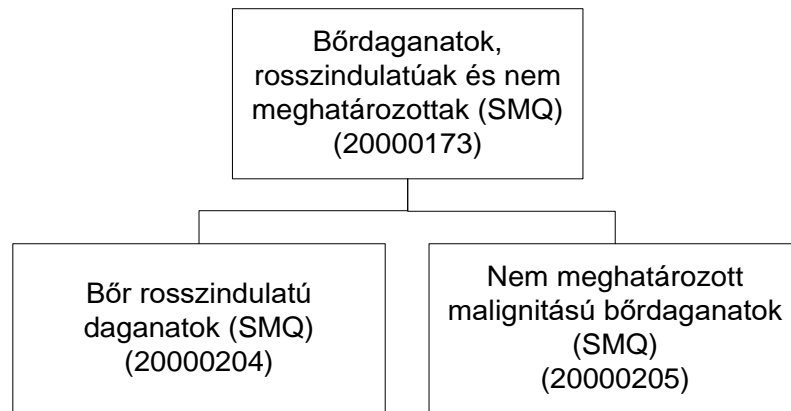 Bőrdaganatok,
rosszindulatúak és nem
meghatározottak (SMQ)
(20000173)
Bőr rosszindulatú
daganatok (SMQ)
(20000204)
Nem meghatározott
malignitású bőrdaganatok
(SMQ)
(20000205)